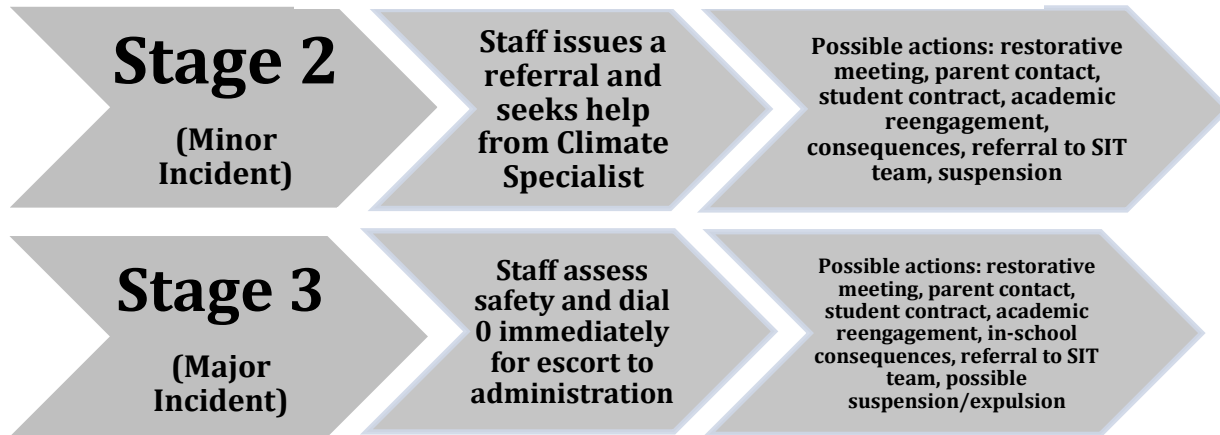 Stage 2
(Minor
Incident)
Staff issues a
referral and
seeks help
from Climate
Specialist
Possible actions: restorative
meeting, parent contact,
student contract, academic
reengagement,
consequences, referral to SIT
team, suspension
Stage 3
(Major
Incident)
Staff assess
safety and dial
0 immediately
for escort to
administration
Possible actions: restorative
meeting, parent contact,
student contract, academic
reengagement, in-school
consequences, referral to SIT
team, possible
suspension/expulsion